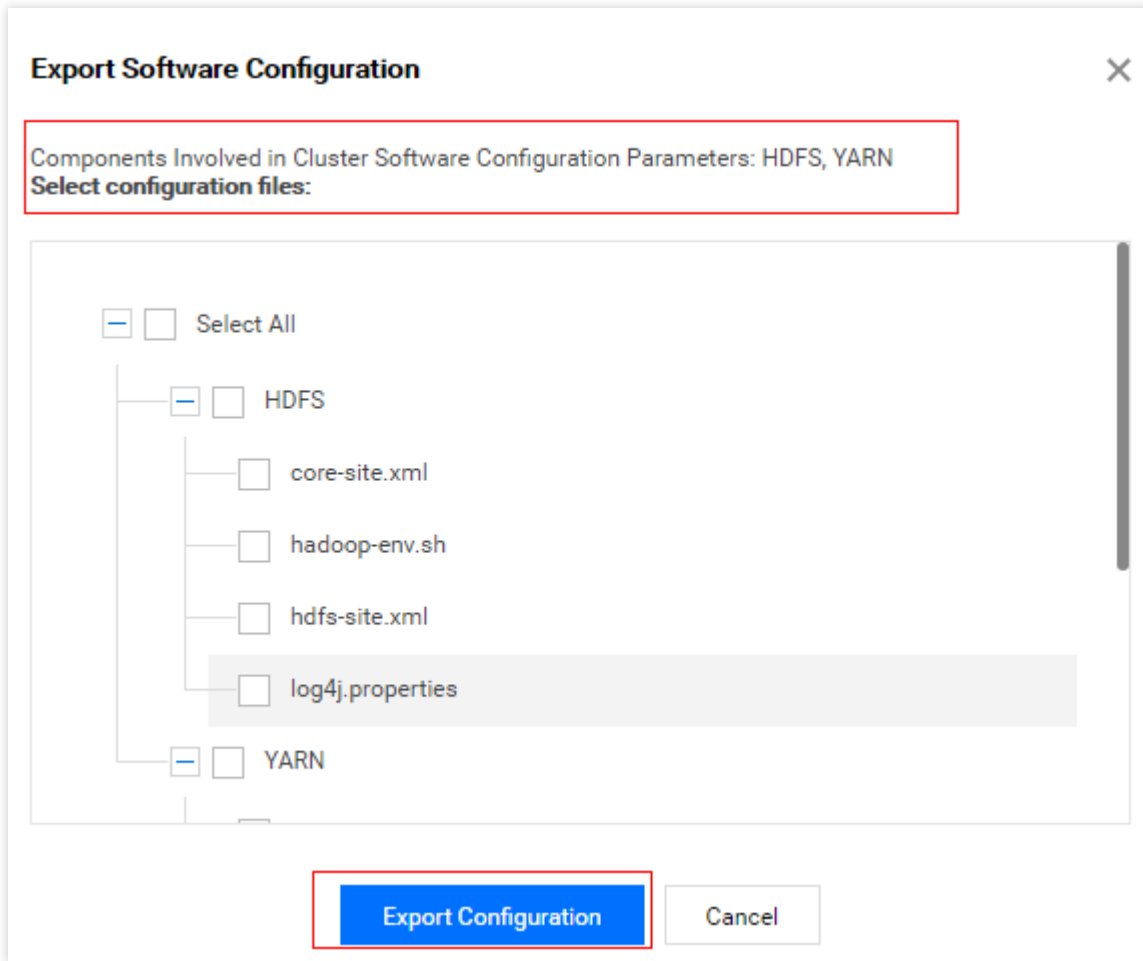 Export Software Configuration
Components Involved in Cluster Software Configuration Parameters: HDFS, YARN
Select configuration files:
Select All
HDFS
core-site.xml
hadoop-env.sh
hdfs-site.xml
log4j.properties
YARN
Export Configuration
Cancel